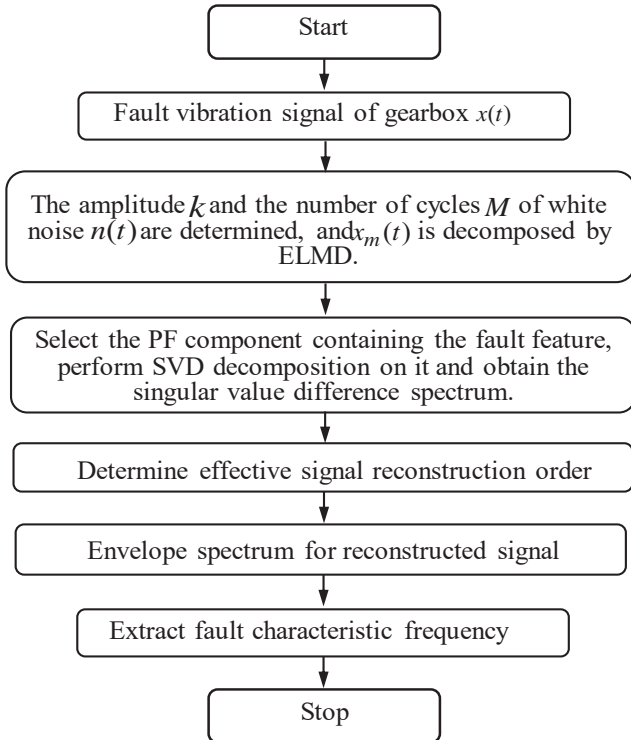 Start
Fault vibration signal of gearbox x(t)
The amplitude k and the number of cycles M of white
noise n(t) are determined, andx_m(t) is decomposed by
ELMD.
Select the PF component containing the fault feature,
perform SVD decomposition on it and obtain the
singular value difference spectrum.
Determine effective signal reconstruction order
Envelope spectrum for reconstructed signal
Extract fault characteristic frequency
Stop